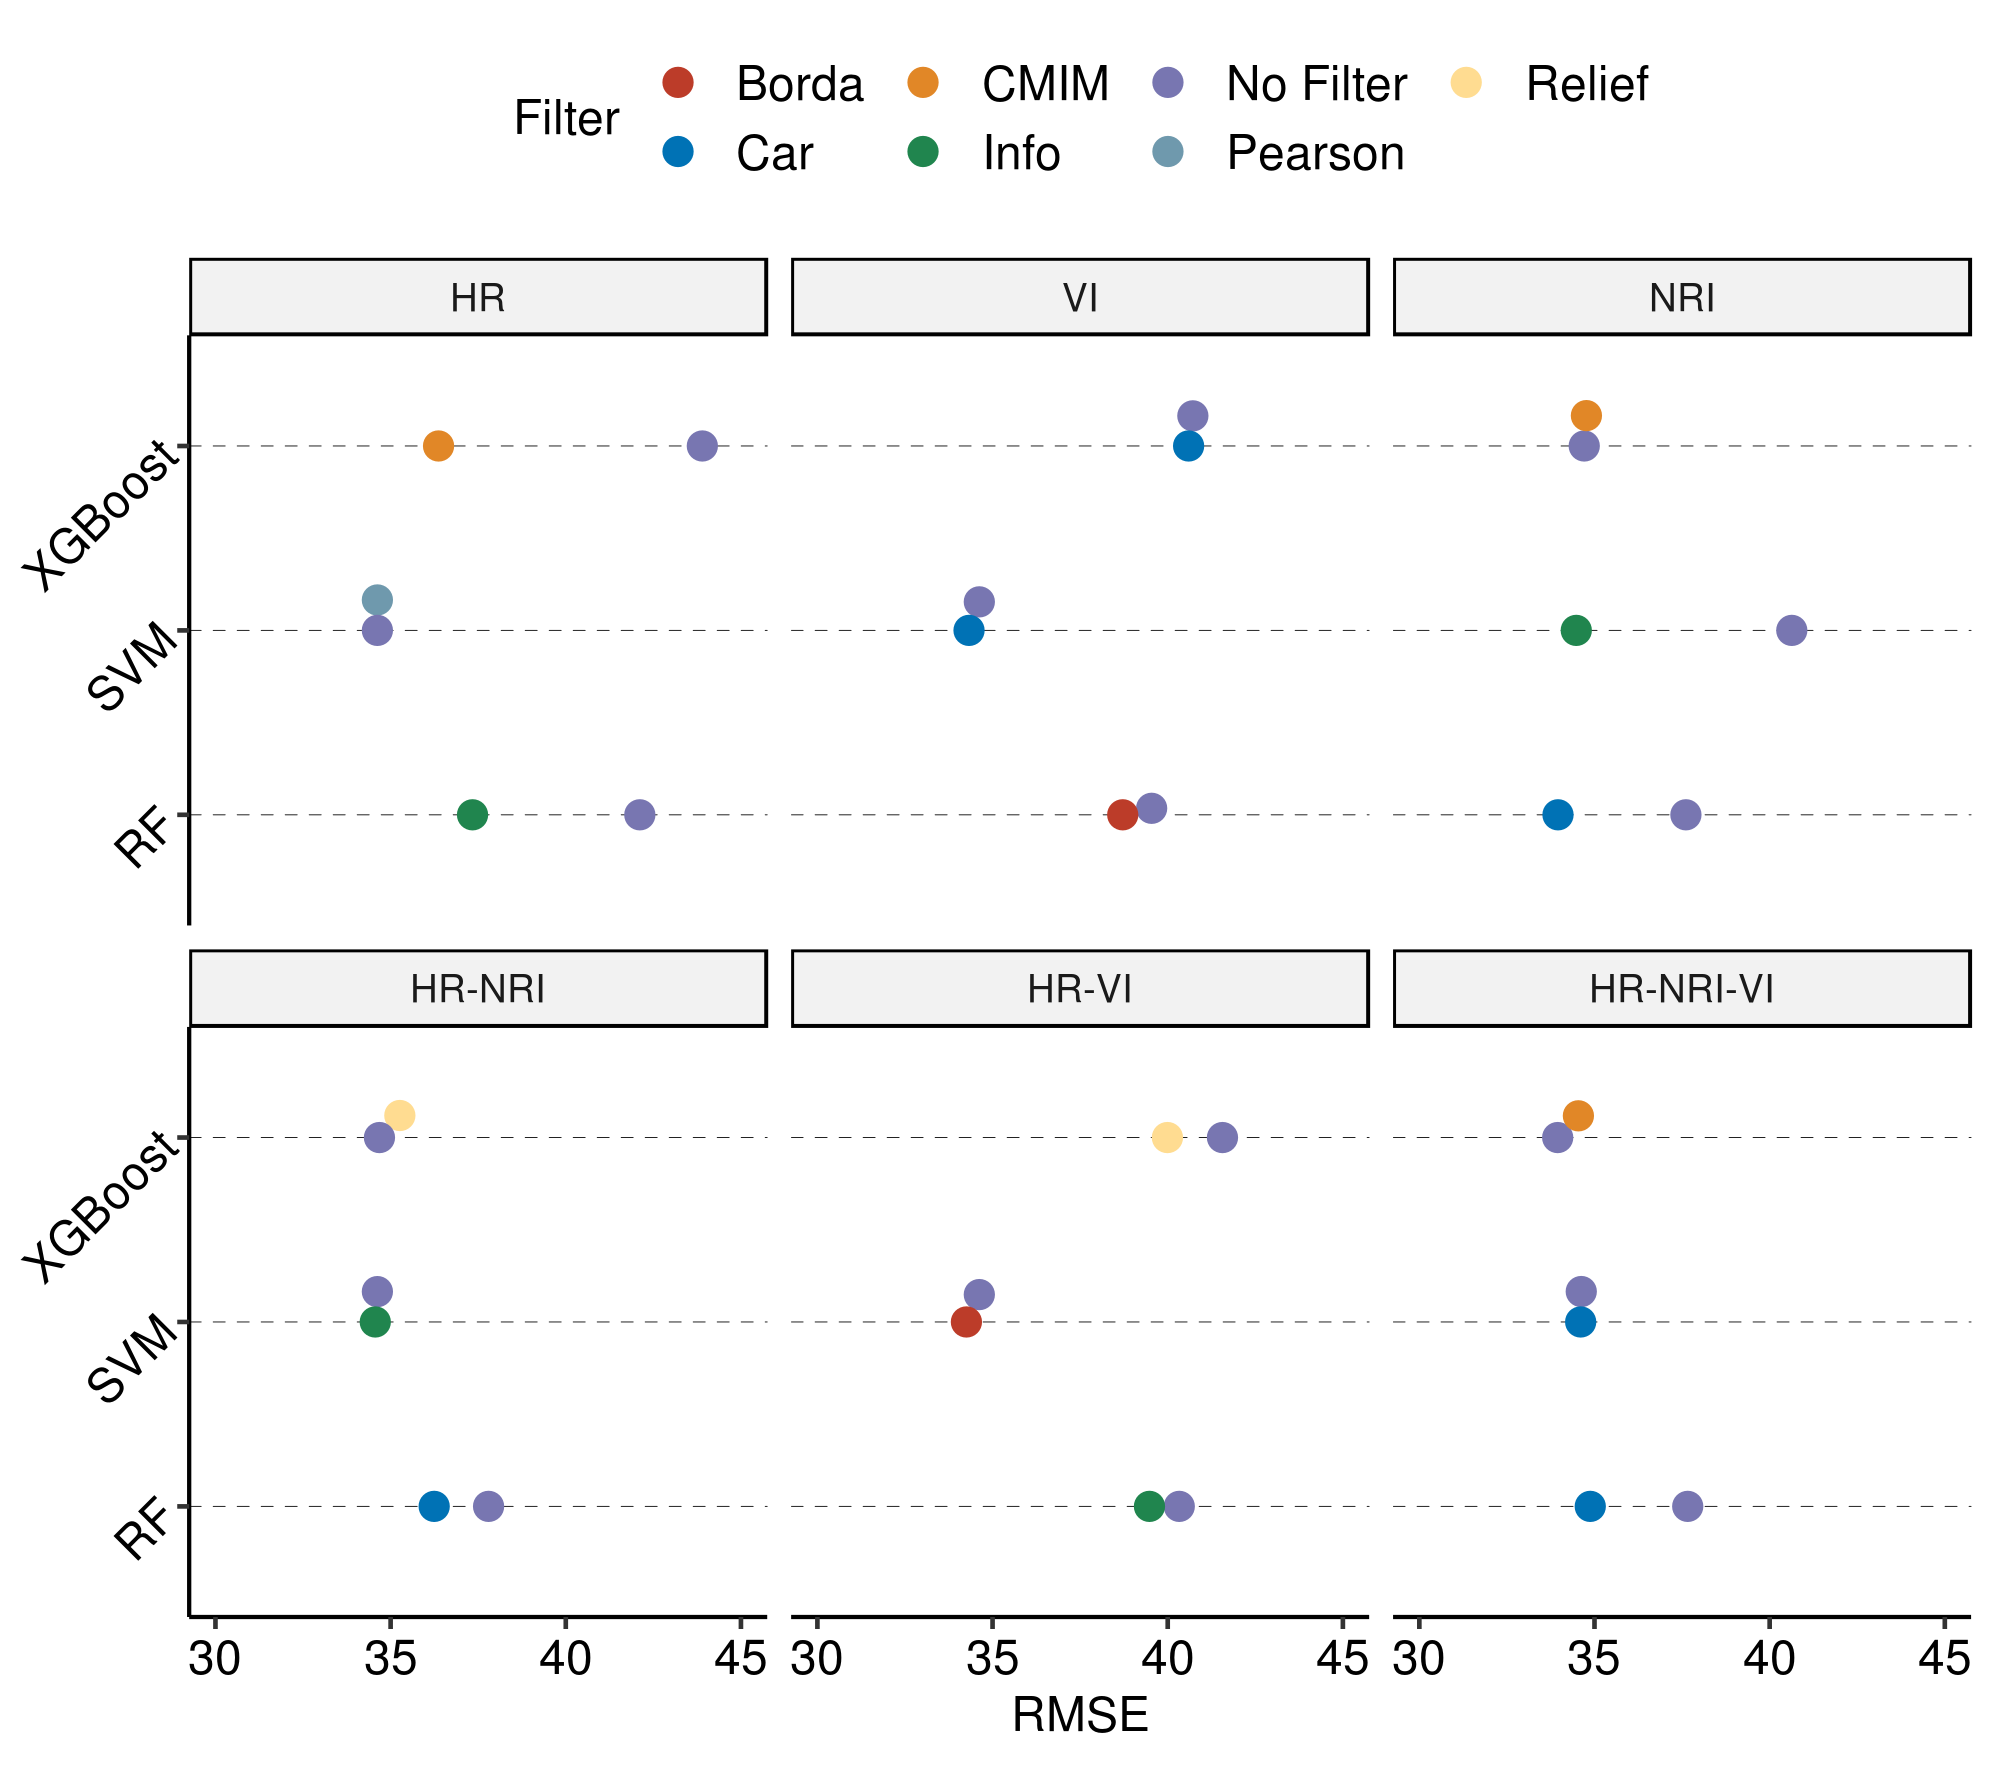 Filter
Borda CMIM No Filter Relief
Car Info Pearson
HR VI NRI
XGBoost
SVM
RF
HR-NRI HR-VI HR-NRI-VI
XGBoost
SVM
RF
30 35 40 45 30 35 40 45 30 35 40 45
RMSE